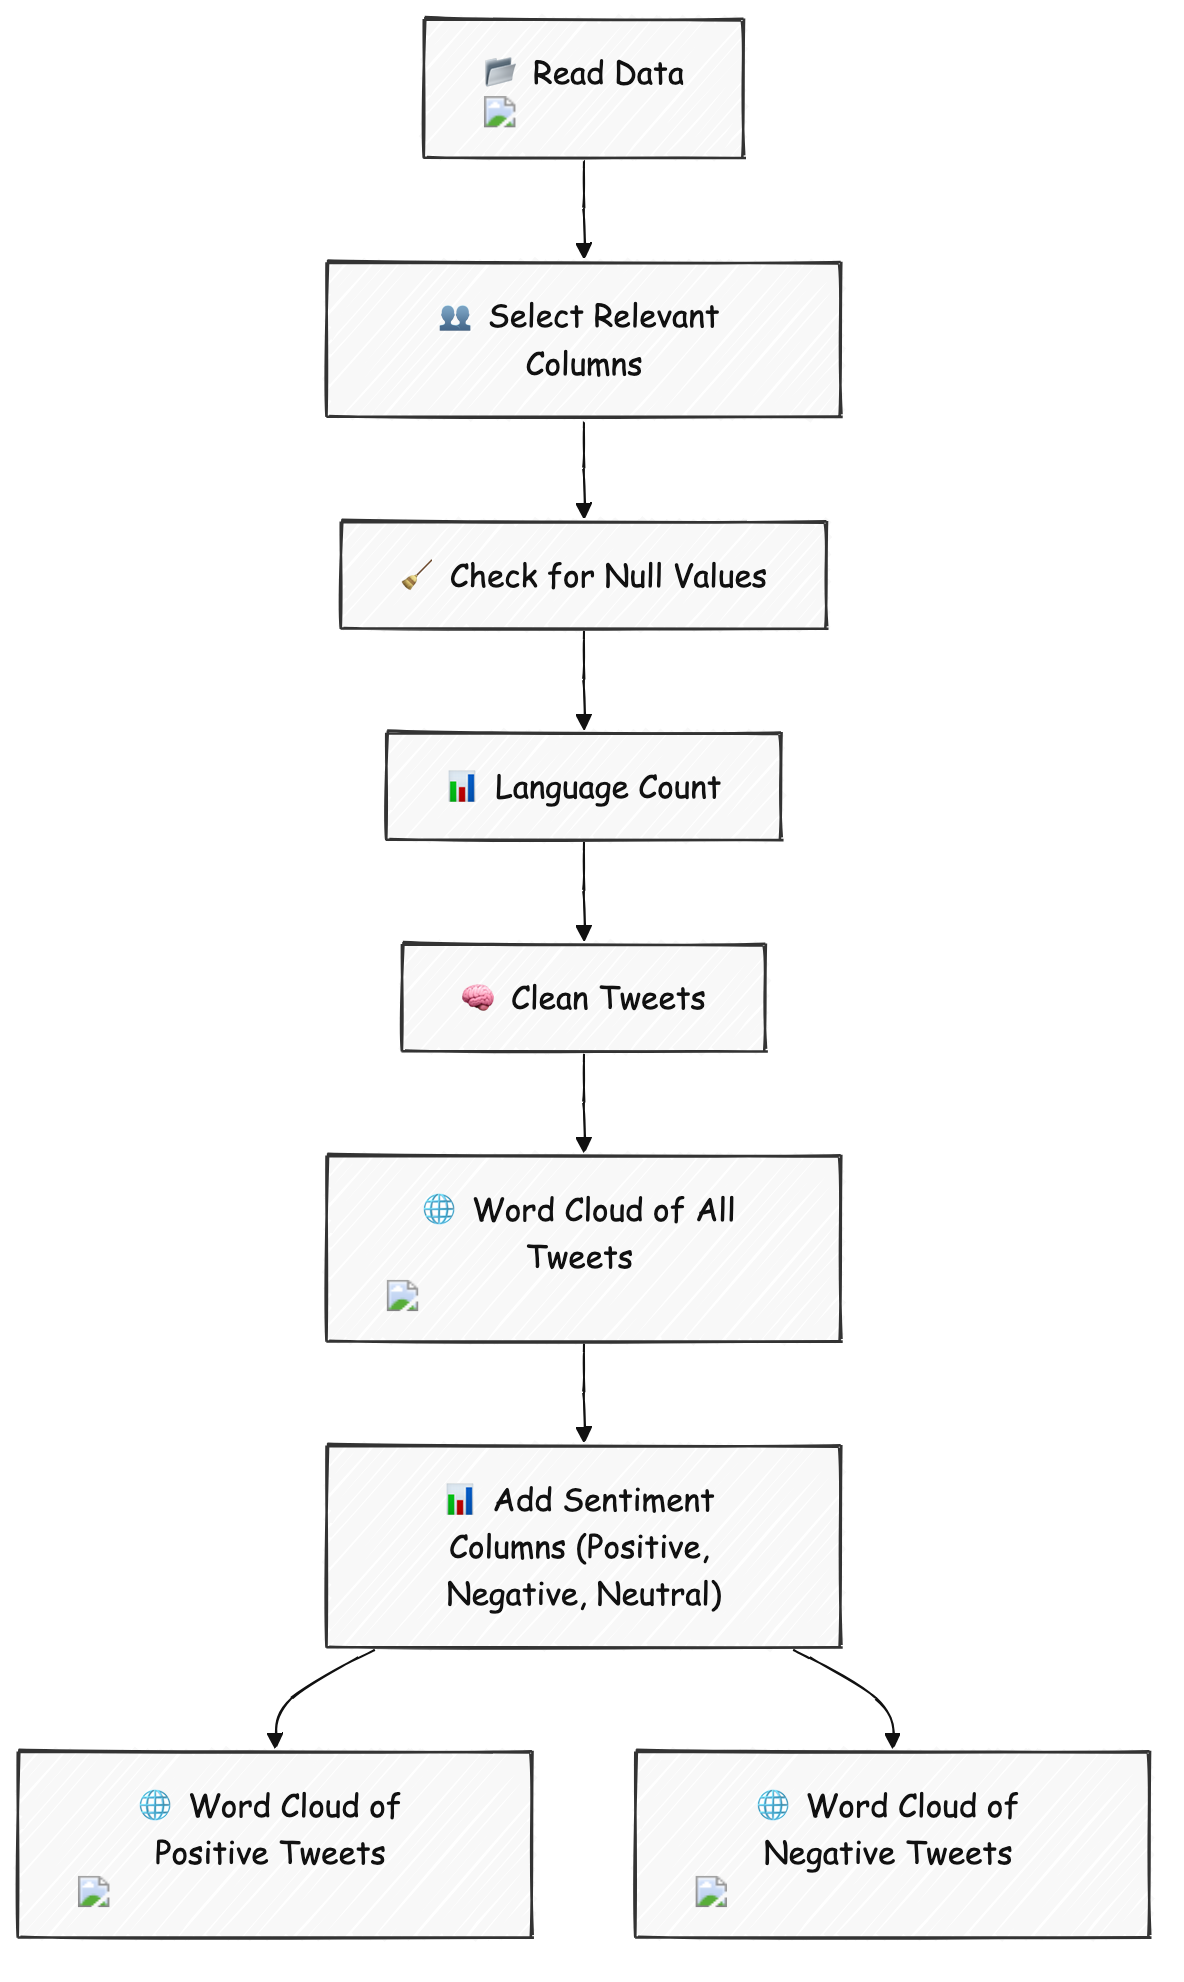 Read Data
Select Relevant
Columns
Check for Null Values
Language Count
Clean Tweets
Word Cloud of All
Tweets
Add Sentiment
Columns (Positive,
Negative, Neutral)
Word Cloud of
Positive Tweets
Word Cloud of
Negative Tweets